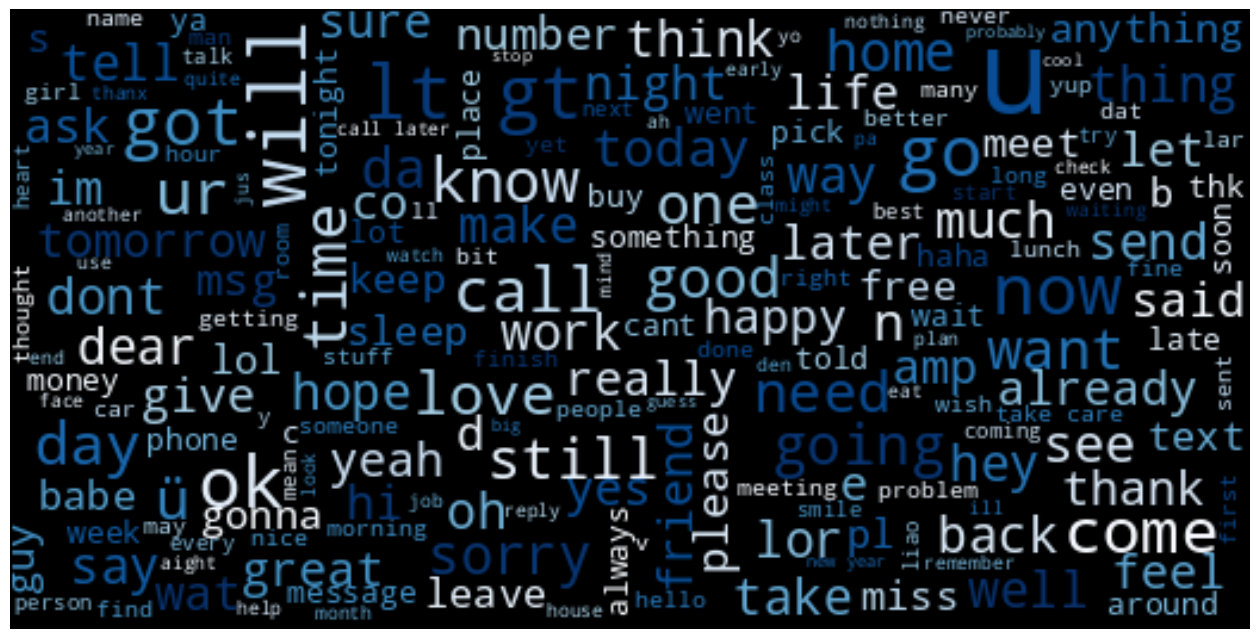 name ya sure number think yo nothing never probably anything
s man tell talk quite will tonight lt stop gt night early home cool u yup thing
girl thanx place next went life many better dat
ask got call later ah yet today pick pa go meet try let lar
year hour heart im ur jus da know buy one class way long check even b thk
another co ll lot make something might best start much waiting soon
tomorrow room time watch bit mind later haha lunch send fine
use msg keep call good right free now said
thought dont getting sleep work cant happy n wait plan late
end dear lol stuff finish done den told amp want
money face car give y hope love people really guess need eat wish already take care sent
day phone c someone d big still please going coming see text
babe ü ok mean look yeah hi job yes friend meeting e problem hey thank
guy week may gonna every nice morning oh reply always v smile lor pl liao ill back come first
say aight great sorry new year remember feel
person find wat help message month leave house hello take miss well around